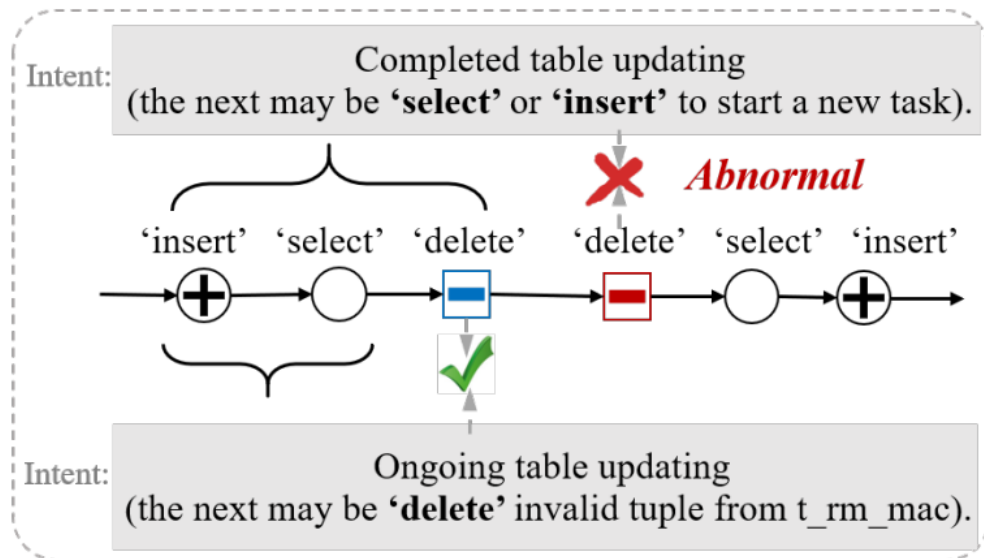 Intent:
Completed table updating
(the next may be ‘select’ or ‘insert’ to start a new task).
Abnormal
‘insert’ ‘select’ ‘delete’ ‘delete’ ‘select’ ‘insert’
Intent:
Ongoing table updating
(the next may be ‘delete’ invalid tuple from t_rm_mac).